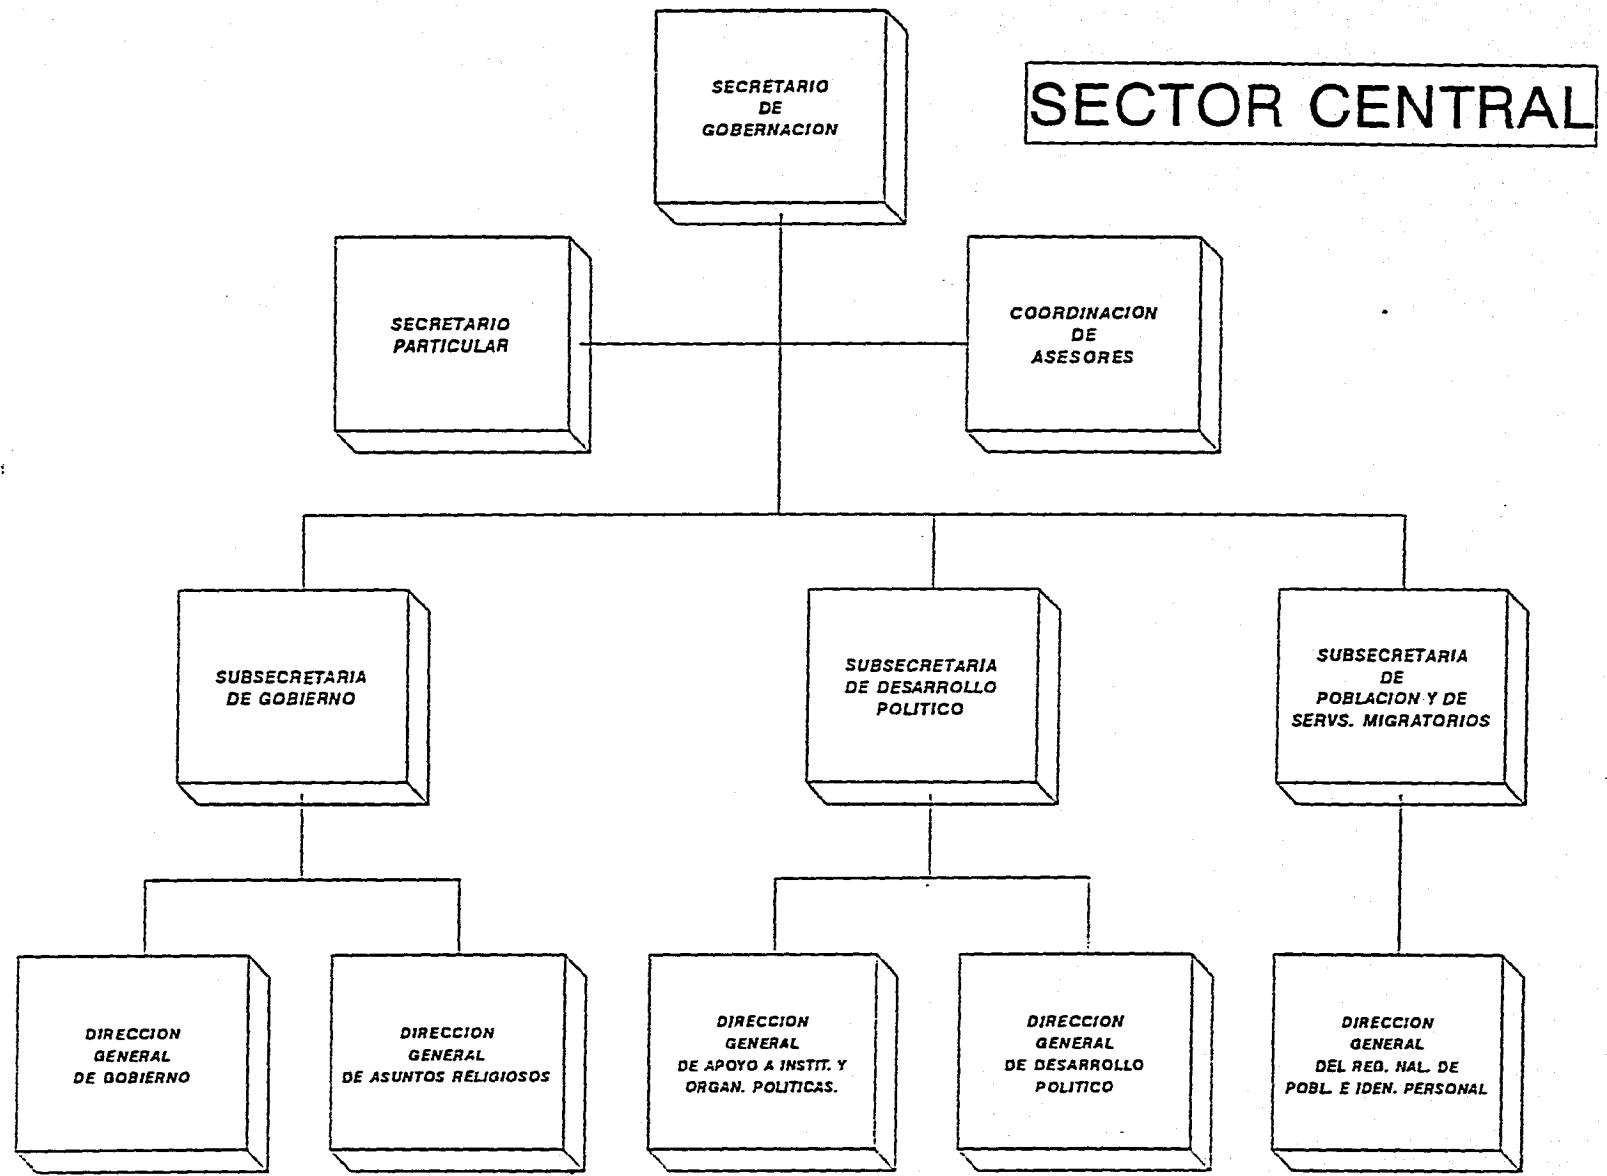 SECRETARIO
DE
GOBERNACION
SECTOR CENTRAL
SECRETARIO
PARTICULAR
COORDINACION
DE
ASESORES
SUBSECRETARIA
DE GOBIERNO
SUBSECRETARIA
DE DESARROLLO
POLITICO
SUBSECRETARIA
DE
POBLACION Y DE
SERVS. MIGRATORIOS
DIRECCION
GENERAL
DE GOBIERNO
DIRECCION
GENERAL
DE ASUNTOS RELIGIOSOS
DIRECCION
GENERAL
DE APOYO A INSTIT. Y
ORGAN. POLITICAS.
DIRECCION
GENERAL
DE DESARROLLO
POLITICO
DIRECCION
GENERAL
DEL REG. NAL. DE
POBL. E IDEN. PERSONAL